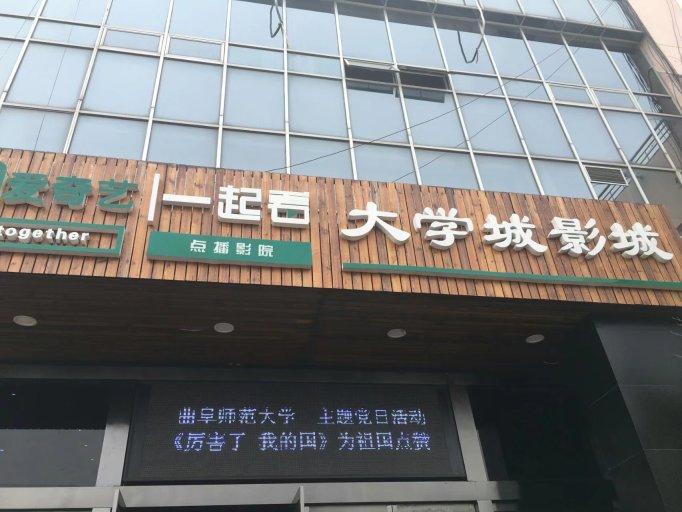 爱奇艺 一起看 大学城影城
together 点播影院
曲阜师范大学 主题党日活动
《厉害了 我的国》为祖国点赞